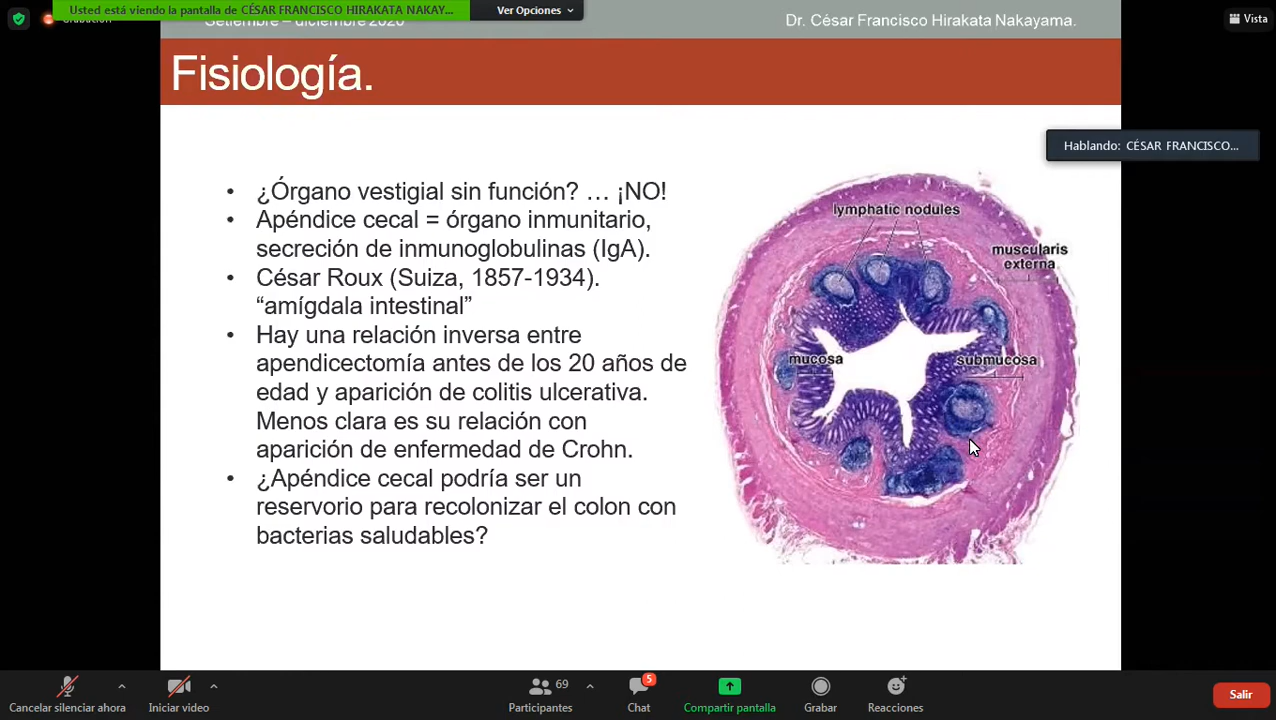 Usted está viendo la pantalla de CÉSAR FRANCISCO HIRAKATA NAKAY...
Ver Opciones
Grabación
Setiembre – diciembre 2020
Dr. César Francisco Hirakata Nakayama.
Vista
Fisiología.
Hablando: CÉSAR FRANCISCO...
• ¿Órgano vestigial sin función? … ¡NO!
• Apéndice cecal = órgano inmunitario,
secreción de inmunoglobulinas (IgA).
• César Roux (Suiza, 1857-1934).
“amígdala intestinal”
• Hay una relación inversa entre
apendicectomía antes de los 20 años de
edad y aparición de colitis ulcerativa.
Menos clara es su relación con
aparición de enfermedad de Crohn.
• ¿Apéndice cecal podría ser un
reservorio para recolonizar el colon con
bacterias saludables?
lymphatic nodules
muscularis
externa
mucosa
submucosa
Cancelar silenciar ahora
Iniciar video
69
Participantes
5
Chat
Compartir pantalla
Grabar
Reacciones
Salir